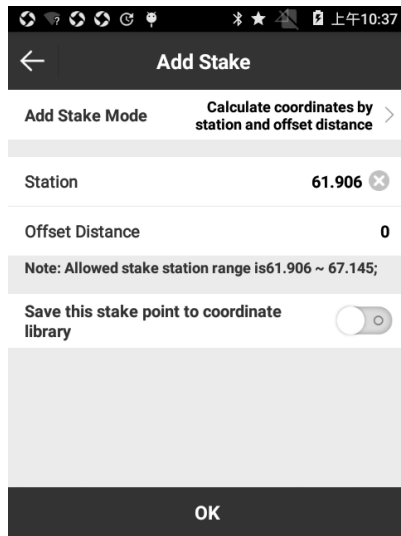 上午10:37
Add Stake
Add Stake Mode
Calculate coordinates by
station and offset distance
Station
61.906
Offset Distance
0
Note: Allowed stake station range is61.906 ~ 67.145;
Save this stake point to coordinate
library
OK